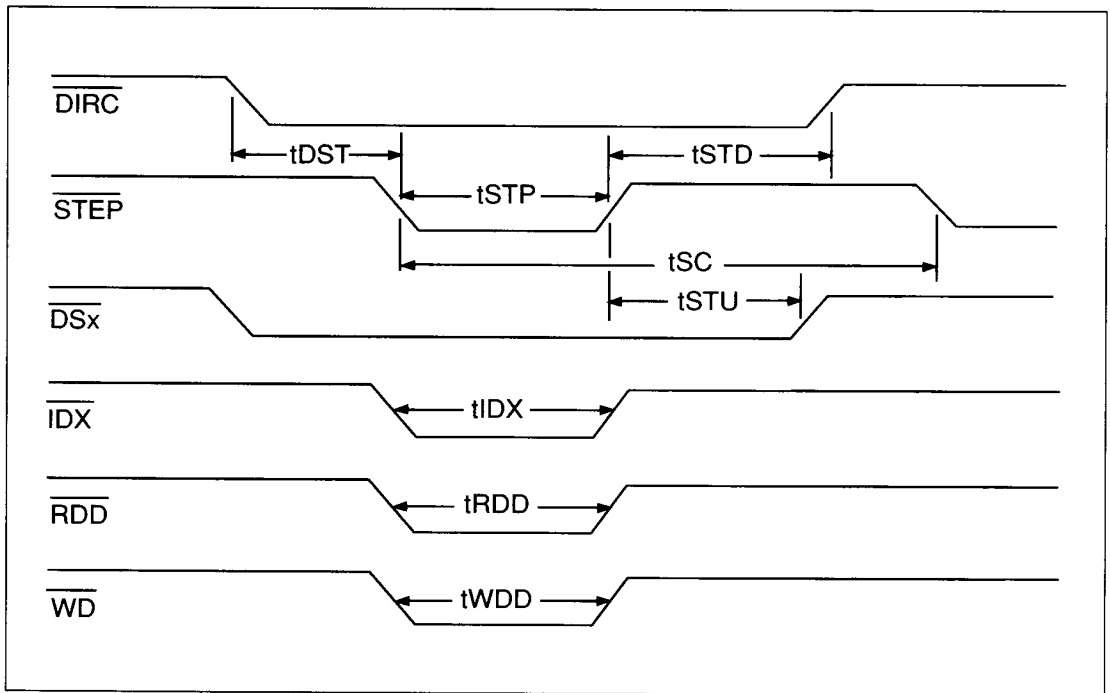 DIRC
tDST
tSTD
STEP
tSTP
tSC
DSx
tSTU
IDX
tIDX
RDD
tRDD
WD
tWDD